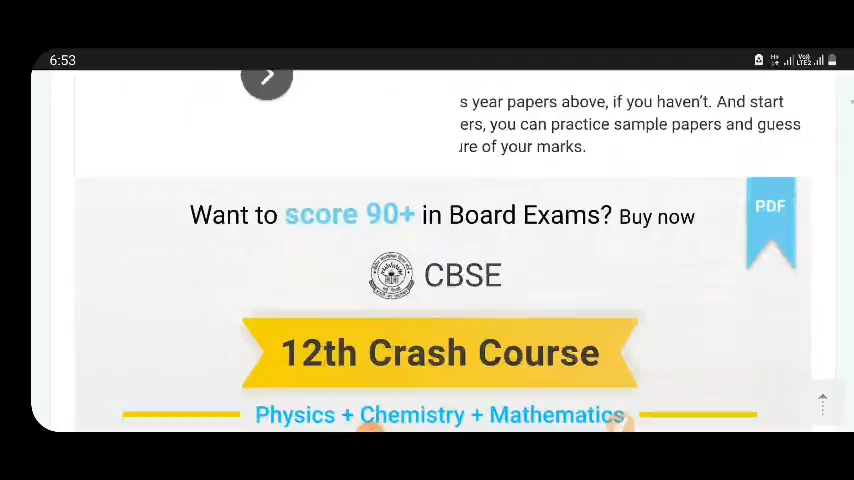 6:53
s year papers above, if you haven't. And start
ers, you can practice sample papers and guess
ure of your marks.
Want to score 90+ in Board Exams? Buy now
PDF
CBSE
12th Crash Course
Physics + Chemistry + Mathematics